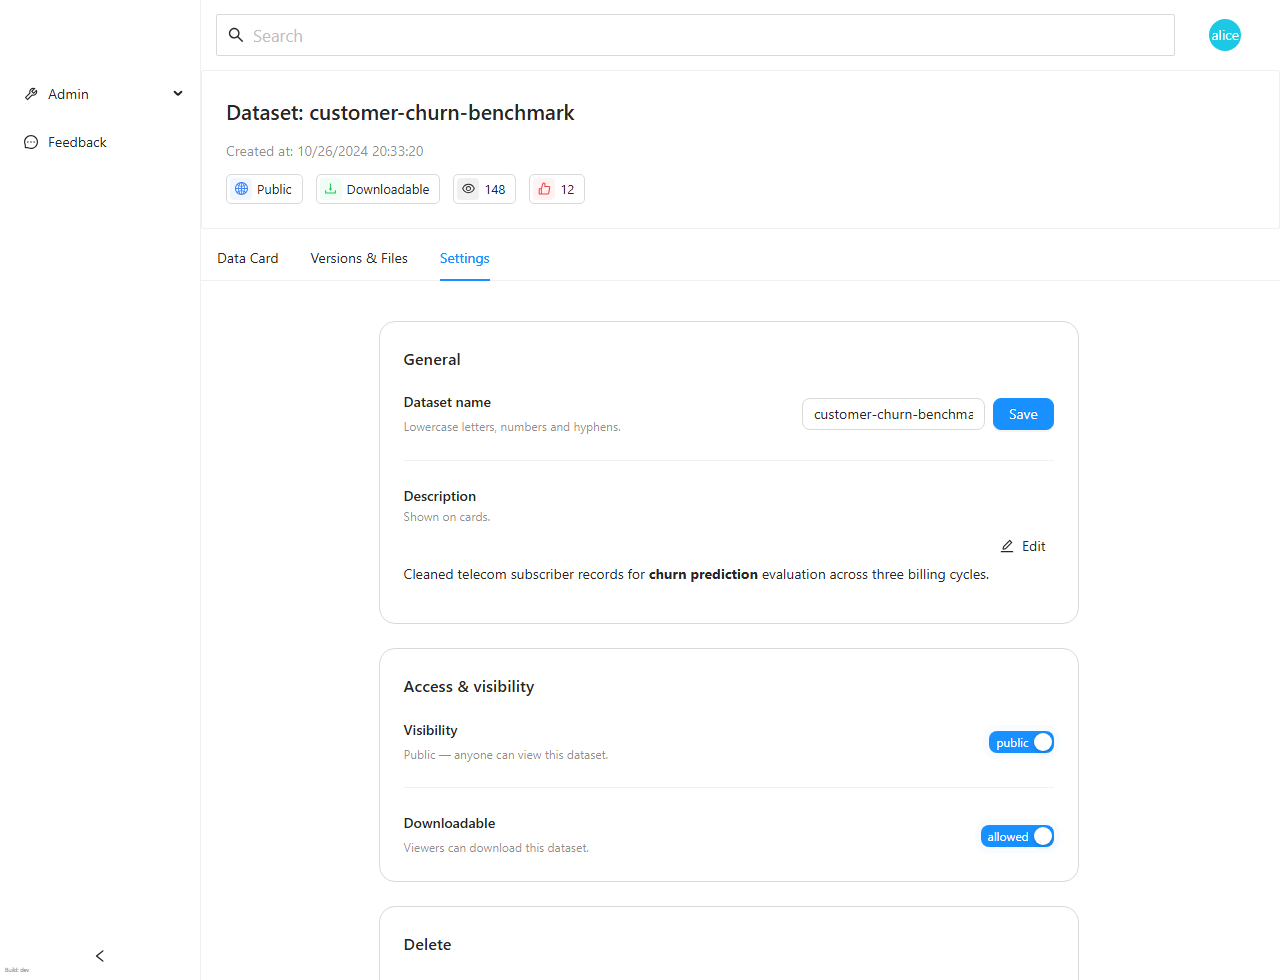 Search
alice
Admin
Feedback
Dataset: customer-churn-benchmark
Created at: 10/26/2024 20:33:20
Public
Downloadable
148
12
Data Card
Versions & Files
Settings
General
Dataset name
Lowercase letters, numbers and hyphens.
customer-churn-benchma
Save
Description
Shown on cards.
Edit
Cleaned telecom subscriber records for churn prediction evaluation across three billing cycles.
Access & visibility
Visibility
Public — anyone can view this dataset.
public
Downloadable
Viewers can download this dataset.
allowed
Delete
Build: dev